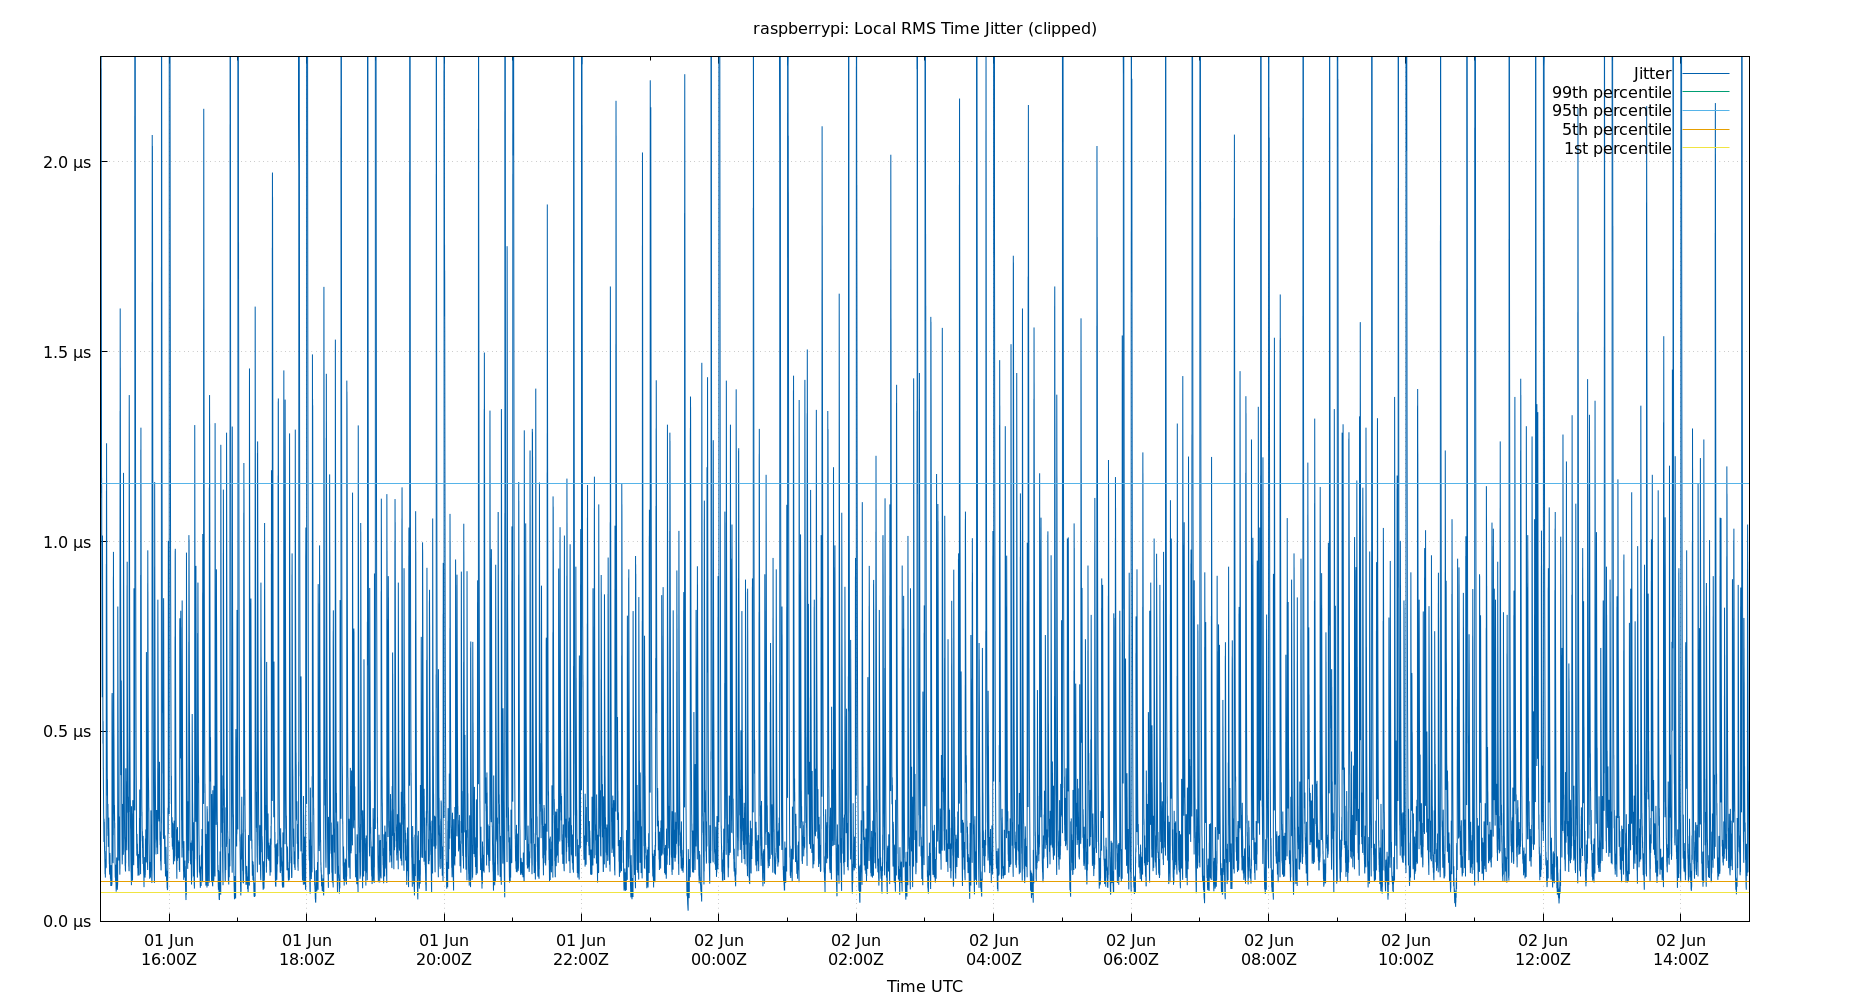 raspberrypi: Local RMS Time Jitter (clipped)
Jitter
99th percentile
95th percentile
5th percentile
1st percentile
2.0 µs
1.5 µs
1.0 µs
0.5 µs
0.0 µs
01 Jun 01 Jun 01 Jun 01 Jun 02 Jun 02 Jun 02 Jun 02 Jun 02 Jun 02 Jun 02 Jun 02 Jun
16:00Z 18:00Z 20:00Z 22:00Z 00:00Z 02:00Z 04:00Z 06:00Z 08:00Z 10:00Z 12:00Z 14:00Z
Time UTC